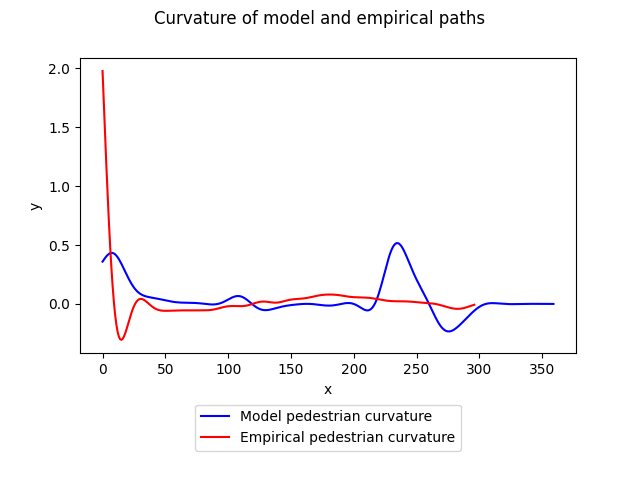 Curvature of model and empirical paths
2.0
1.5
1.0
0.5
0.0
y
0 50 100 150 200 250 300 350
x
Model pedestrian curvature
Empirical pedestrian curvature